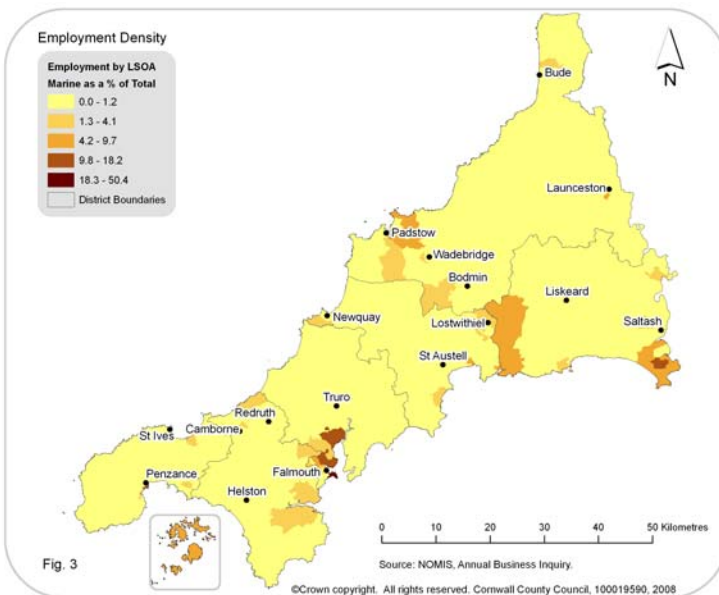 Employment Density
Employment by LSOA
Marine as a % of Total
0.0 - 1.2
1.3 - 4.1
4.2 - 9.7
9.8 - 18.2
18.3 - 50.4
District Boundaries
N
Bude
Launceston
Padstow
Wadebridge
Bodmin
Liskeard
Newquay
Lostwithiel
Saltash
St Austell
Truro
Redruth
Camborne
St Ives
Penzance
Falmouth
Helston
0 10 20 30 40 50 Kilometres
Fig. 3
Source: NOMIS, Annual Business Inquiry.
©Crown copyright. All rights reserved. Cornwall County Council, 100019590, 2008